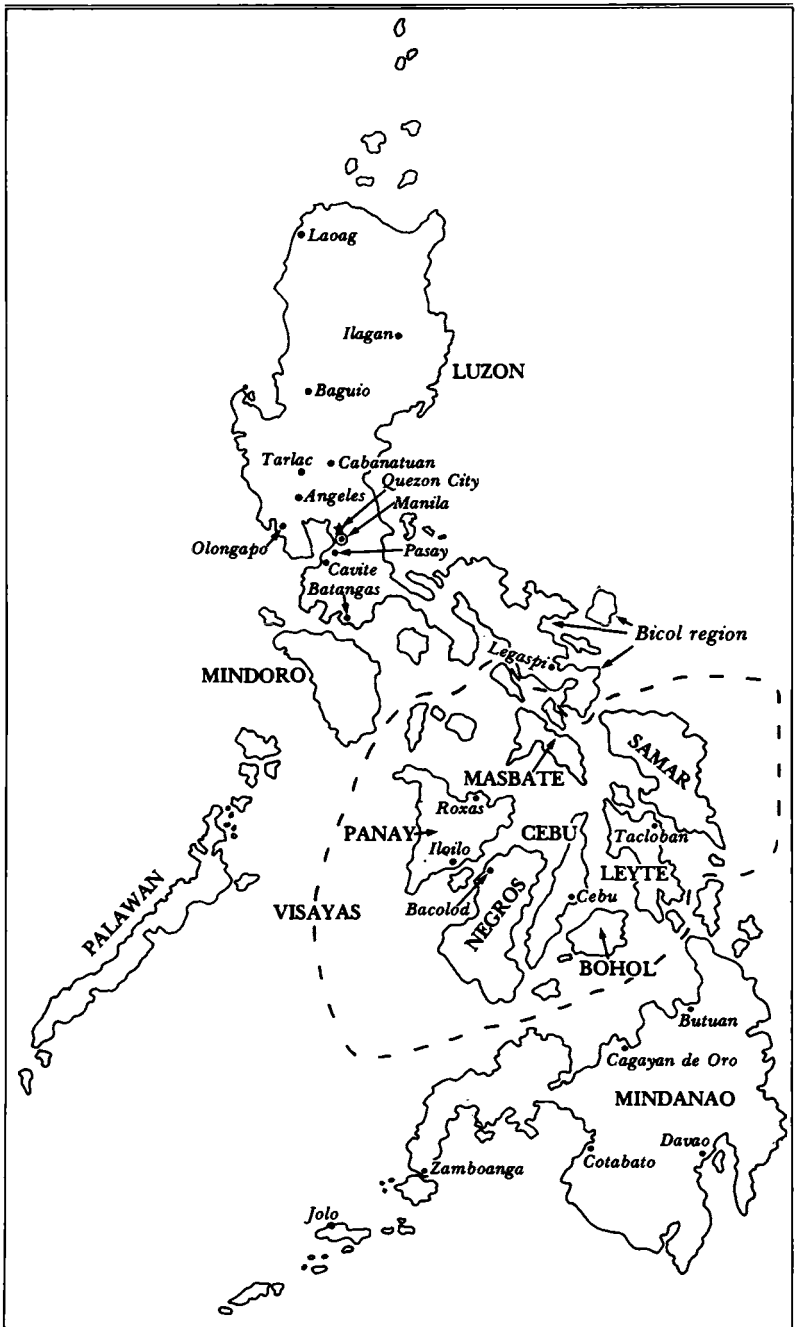 Laoag
Ilagan
LUZON
Baguio
Tarlac
Cabanatuan
Quezon City
Angeles
Manila
Olongapo
Pasay
Cavite
Batangas
Bicol region
Legaspi
MINDORO
SAMAR
MASBATE
Roxas
PANAY
CEBU
Tacloban
Iloilo
LEYTE
PALAWAN
VISAYAS
Bacolod
NEGROS
Cebu
BOHOL
Butuan
Cagayan de Oro
MINDANAO
Davao
Cotabato
Zamboanga
Jolo